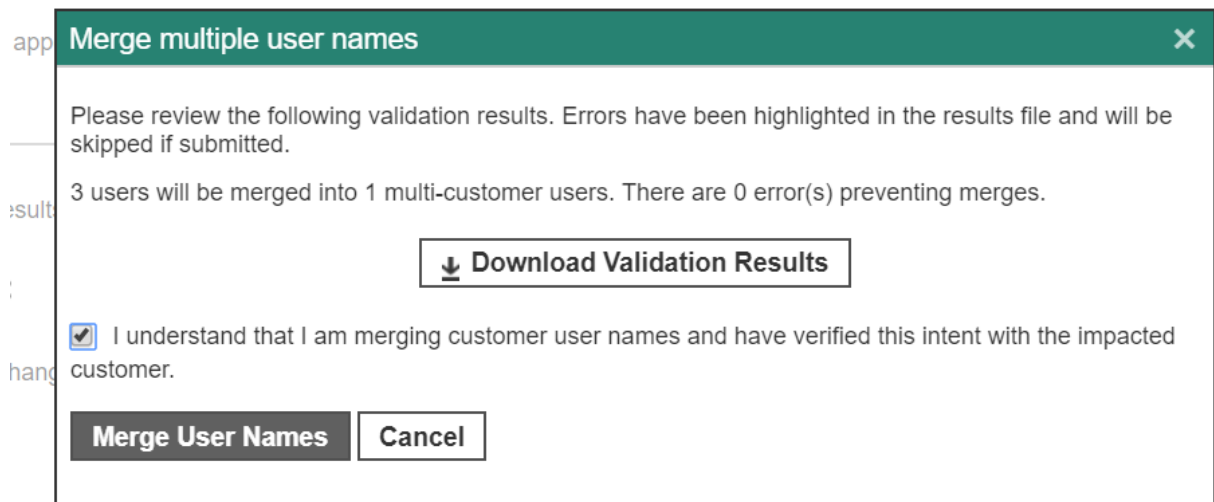 app
Merge multiple user names
Please review the following validation results. Errors have been highlighted in the results file and will be
skipped if submitted.
3 users will be merged into 1 multi-customer users. There are 0 error(s) preventing merges.
Download Validation Results
I understand that I am merging customer user names and have verified this intent with the impacted
customer.
Merge User Names
Cancel